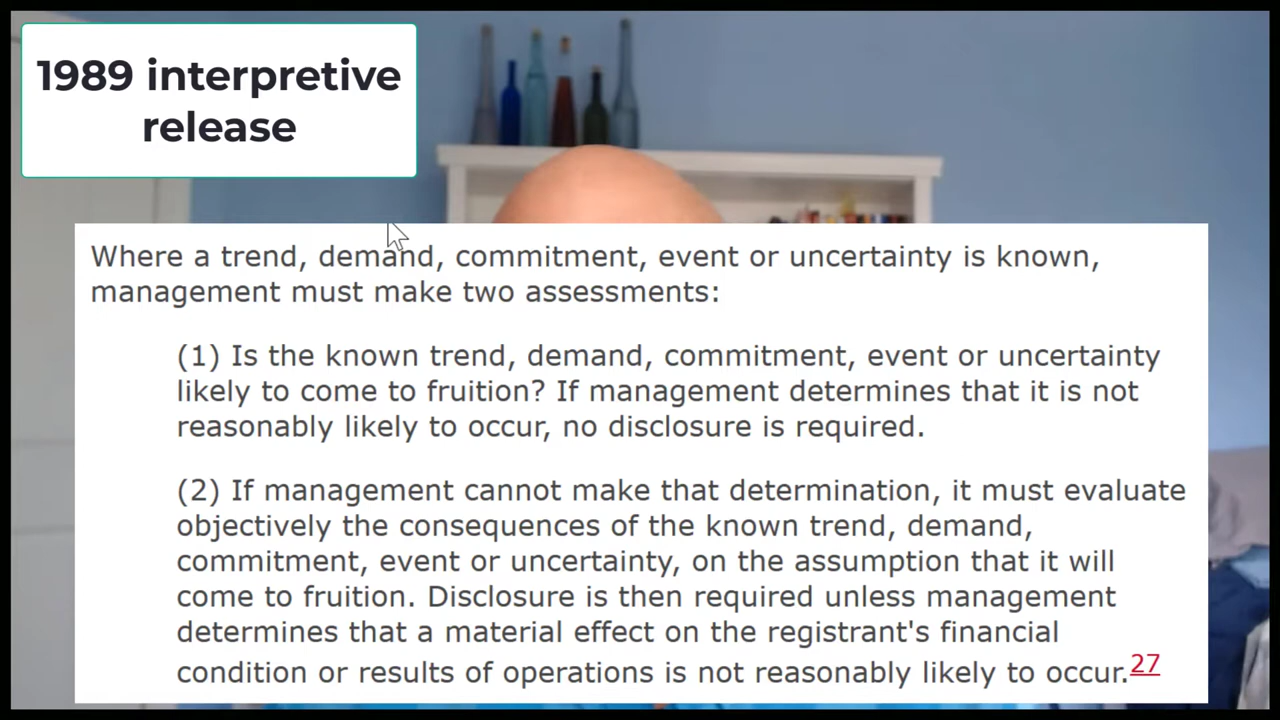 1989 interpretive
release
Where a trend, demand, commitment, event or uncertainty is known,
management must make two assessments:
(1) Is the known trend, demand, commitment, event or uncertainty
likely to come to fruition? If management determines that it is not
reasonably likely to occur, no disclosure is required.
(2) If management cannot make that determination, it must evaluate
objectively the consequences of the known trend, demand,
commitment, event or uncertainty, on the assumption that it will
come to fruition. Disclosure is then required unless management
determines that a material effect on the registrant's financial
condition or results of operations is not reasonably likely to occur.27